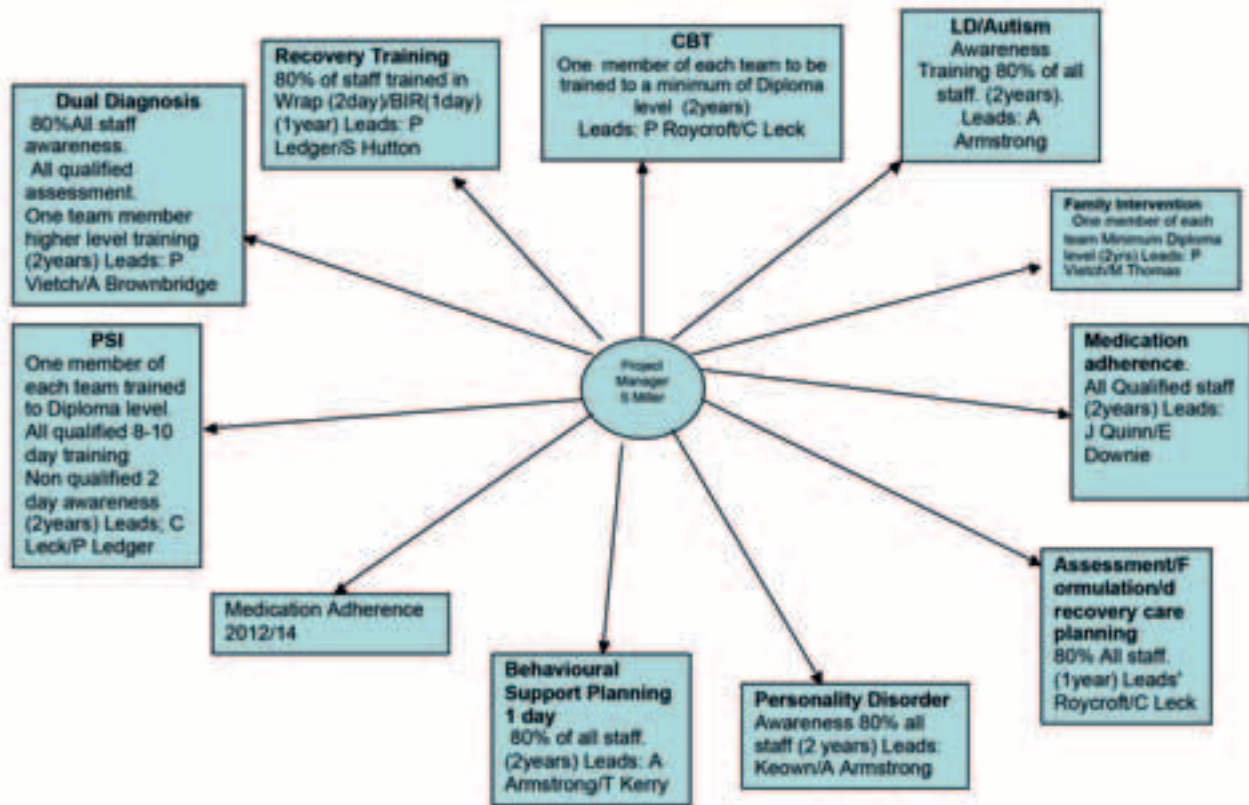 Dual Diagnosis
80%All staff
awareness.
All qualified
assessment.
One team member
higher level training
(2years) Leads: P
Vietch/A Brownbridge
Recovery Training
80% of staff trained in
Wrap (2day)/BIR(1day)
(1year) Leads: P
Ledger/S Hutton
CBT
One member of each team to be
trained to a minimum of Diploma
level (2years)
Leads: P Roycroft/C Leck
LD/Autism
Awareness
Training 80% of all
staff. (2years).
Leads: A
Armstrong
Family Intervention
One member of each
team Minimum Diploma
level (2yrs) Leads: P
Vietch/M Thomas
PSI
One member of
each team trained
to Diploma level
All qualified 8-10
day training
Non qualified 2
day awareness
(2years) Leads; C
Leck/P Ledger
Project
Manager
S Miller
Medication
adherence.
All Qualified staff
(2years) Leads:
J Quinn/E
Downie
Medication Adherence
2012/14
Behavioural
Support Planning
1 day
80% of all staff.
(2years) Leads: A
Armstrong/T Kerry
Personality Disorder
Awareness 80% all
staff (2 years) Leads:
Keown/A Armstrong
Assessment/F
ormulation/d
recovery care
planning
80% All staff.
(1year) Leads'
Roycroft/C Leck